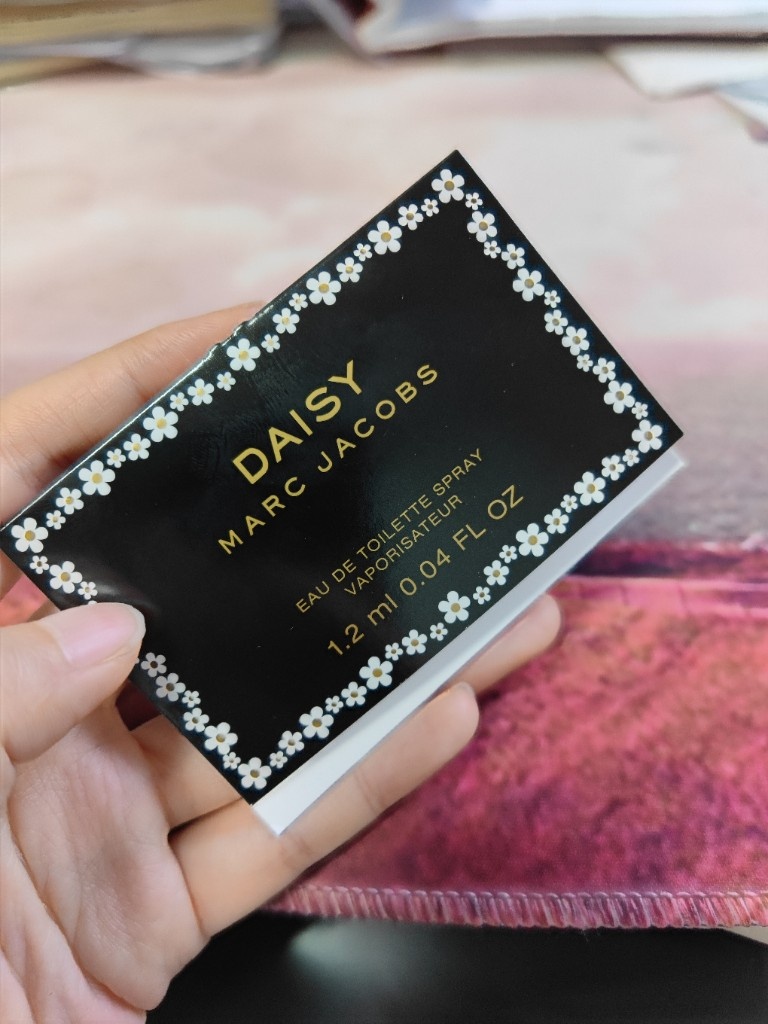 DAISY
MARC JACOBS
EAU DE TOILETTE SPRAY
VAPORISATEUR
1.2 ml 0.04 FL OZ